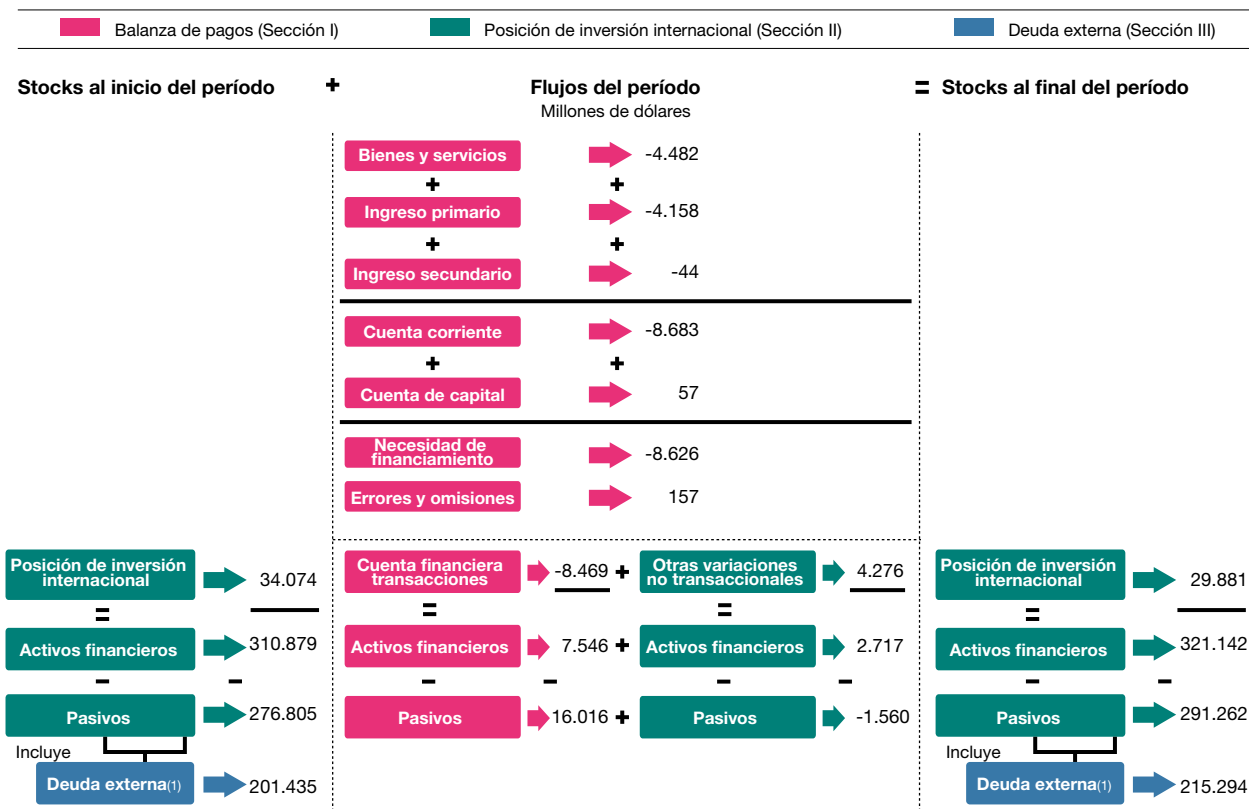 Balanza de pagos (Sección I) Posición de inversión internacional (Sección II) Deuda externa (Sección III)
Stocks al inicio del período + Flujos del período = Stocks al final del período
Millones de dólares
Bienes y servicios -4.482
+ +
Ingreso primario -4.158
+ +
Ingreso secundario -44
Cuenta corriente -8.683
+ +
Cuenta de capital 57
Necesidad de
financiamiento -8.626
Errores y omisiones 157
Posición de inversión
internacional 34.074
=
Activos financieros 310.879
- -
Pasivos 276.805
Incluye
Deuda externa(1) 201.435
Cuenta financiera
transacciones -8.469 + Otras variaciones
no transaccionales 4.276
= =
Activos financieros 7.546 + Activos financieros 2.717
- - - -
Pasivos 16.016 + Pasivos -1.560
Posición de inversión
internacional 29.881
=
Activos financieros 321.142
- -
Pasivos 291.262
Incluye
Deuda externa(1) 215.294